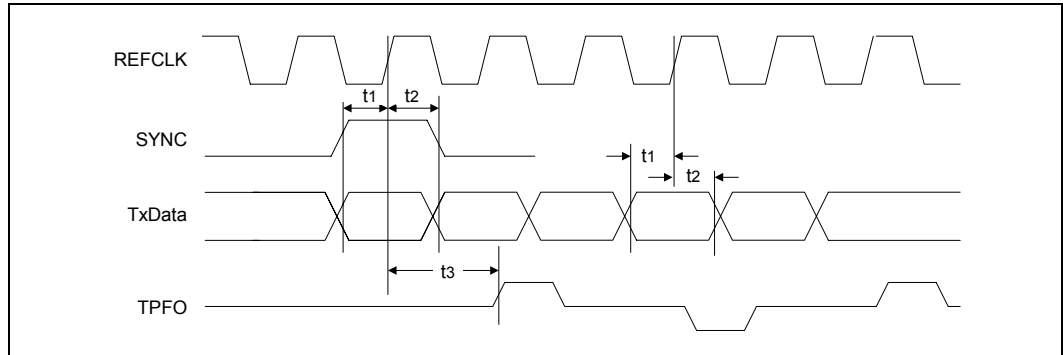 REFCLK
t1 t2
SYNC
t1
t2
TxData
t3
TPFO